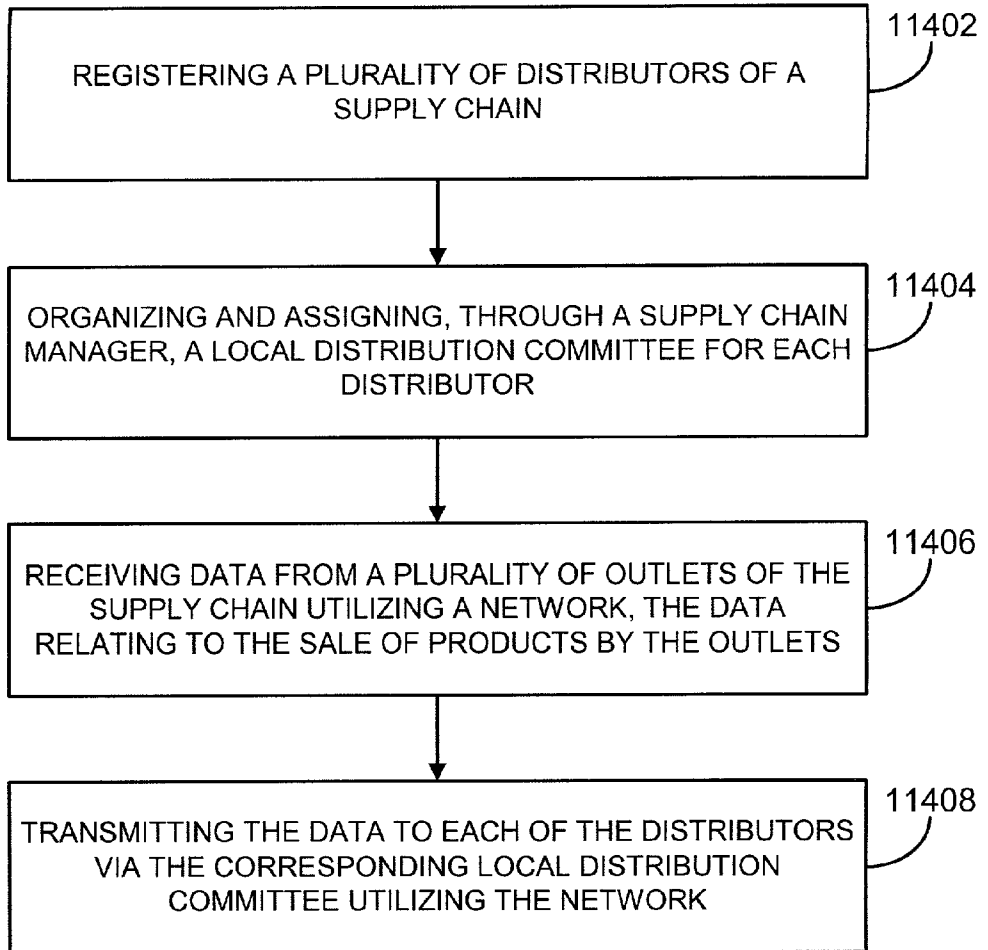 11402
REGISTERING A PLURALITY OF DISTRIBUTORS OF A
SUPPLY CHAIN
11404
ORGANIZING AND ASSIGNING, THROUGH A SUPPLY CHAIN
MANAGER, A LOCAL DISTRIBUTION COMMITTEE FOR EACH
DISTRIBUTOR
11406
RECEIVING DATA FROM A PLURALITY OF OUTLETS OF THE
SUPPLY CHAIN UTILIZING A NETWORK, THE DATA
RELATING TO THE SALE OF PRODUCTS BY THE OUTLETS
11408
TRANSMITTING THE DATA TO EACH OF THE DISTRIBUTORS
VIA THE CORRESPONDING LOCAL DISTRIBUTION
COMMITTEE UTILIZING THE NETWORK